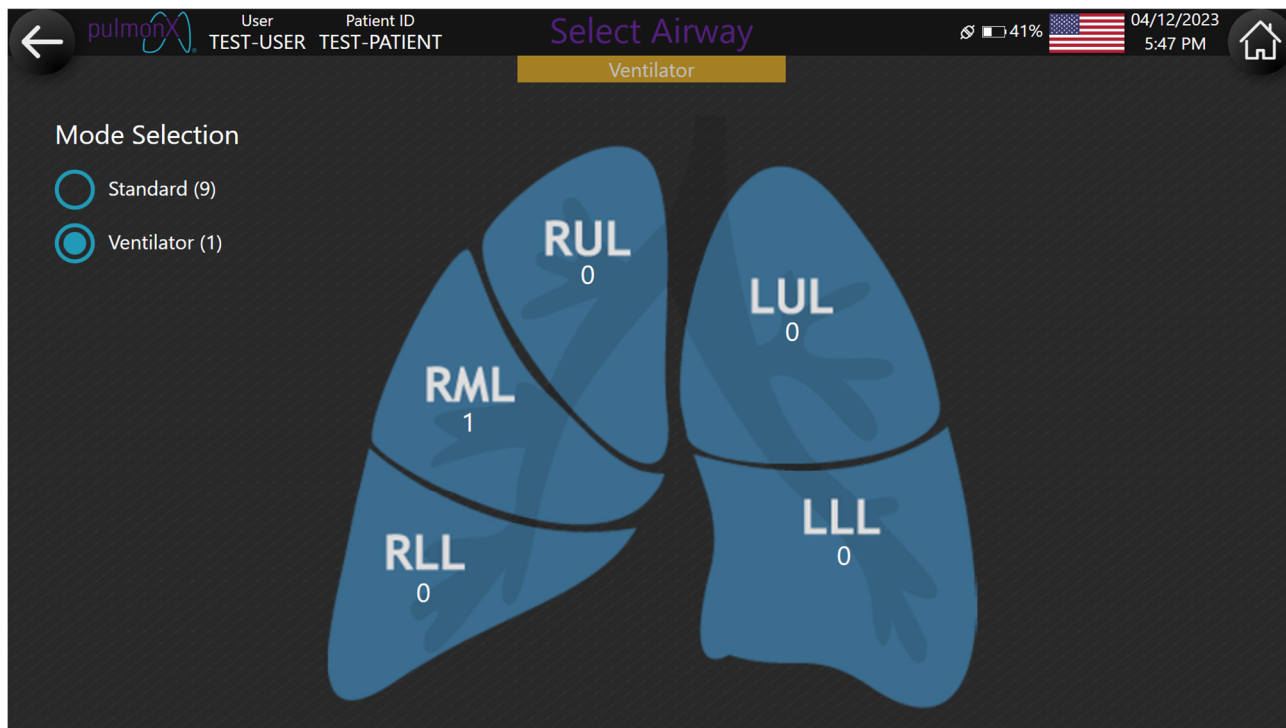 pulmonx
User
TEST-USER
Patient ID
TEST-PATIENT
Select Airway
41%
04/12/2023
5:47 PM
Ventilator
Mode Selection
Standard (9)
Ventilator (1)
RUL
0
LUL
0
RML
1
LLL
0
RLL
0